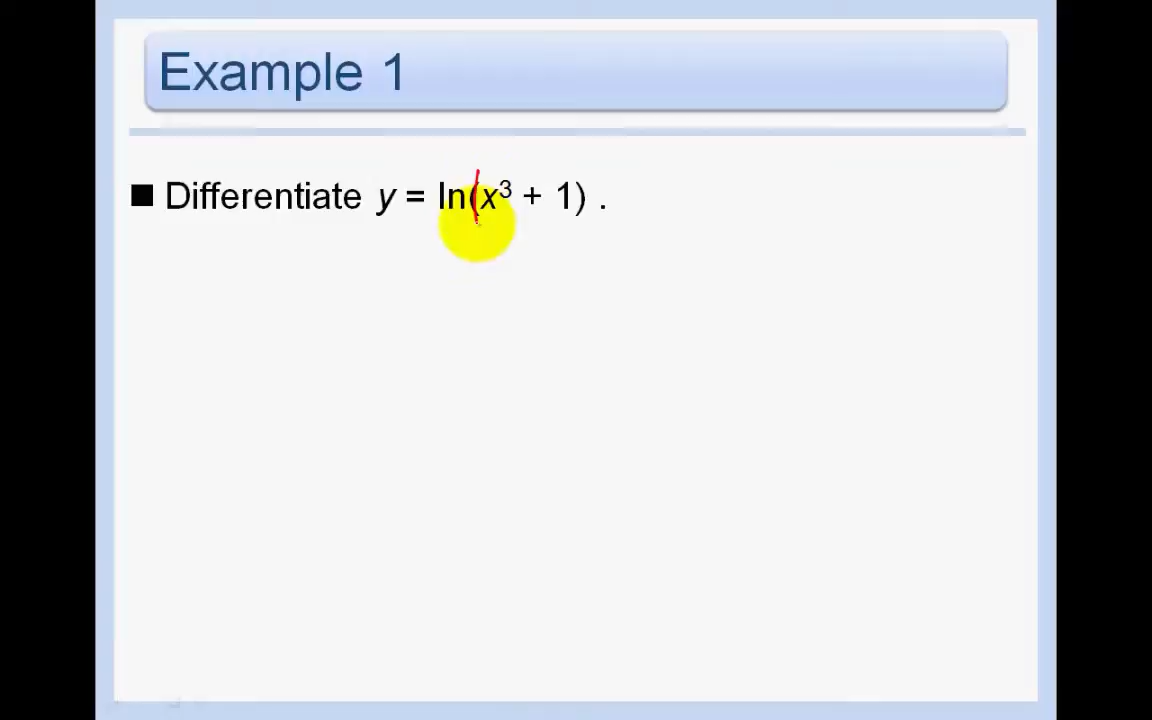 Example 1
■ Differentiate y = ln(x³ + 1) .